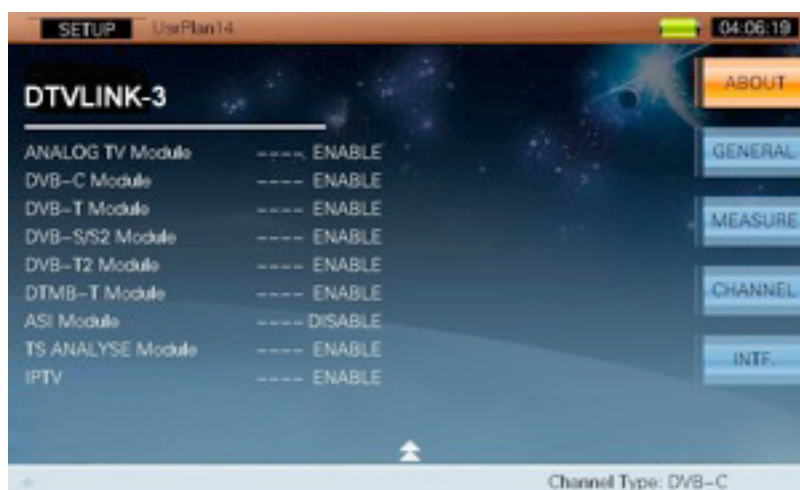 SETUP UsrPlan14 04:06:19
DTVLINK-3
ANALOG TV Module ---- ENABLE
DVB-C Module ---- ENABLE
DVB-T Module ---- ENABLE
DVB-S/S2 Module ---- ENABLE
DVB-T2 Module ---- ENABLE
DTMB-T Module ---- ENABLE
ASI Module ---- DISABLE
TS ANALYSE Module ---- ENABLE
IPTV ---- ENABLE
ABOUT
GENERAL
MEASURE
CHANNEL
INTF.
Channel Type: DVB-C